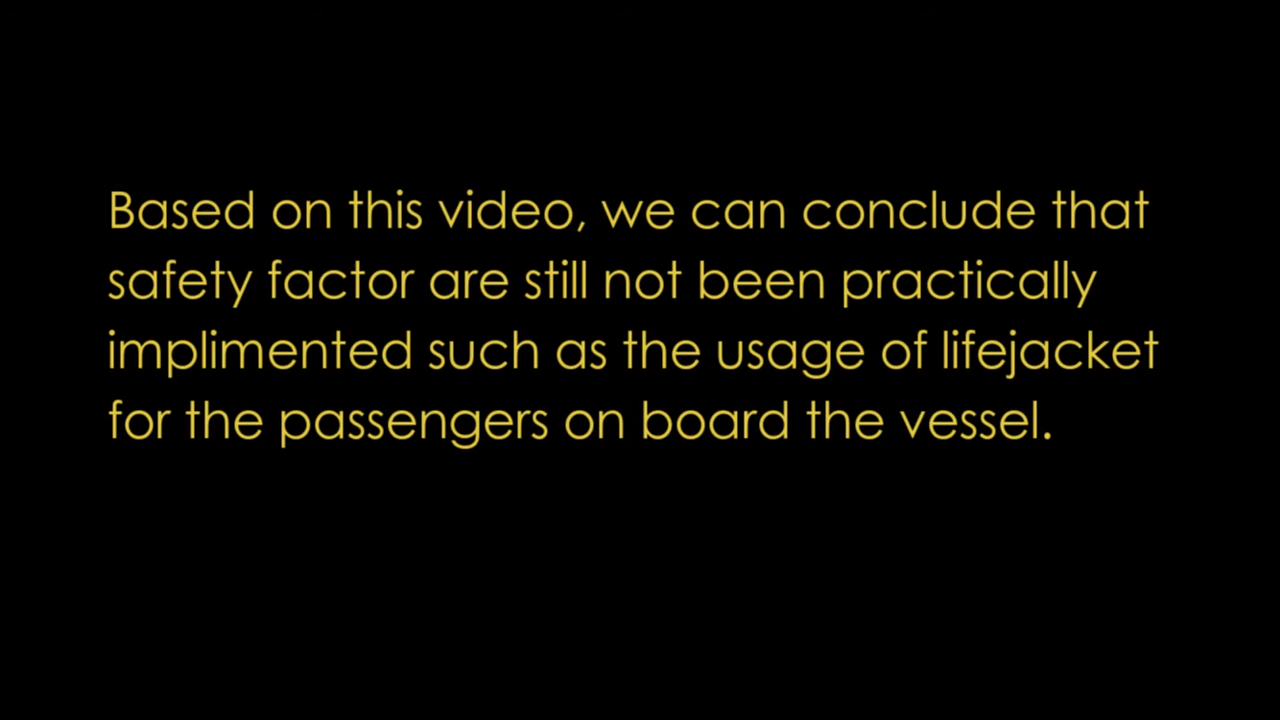 Based on this video, we can conclude that
safety factor are still not been practically
implimented such as the usage of lifejacket
for the passengers on board the vessel.